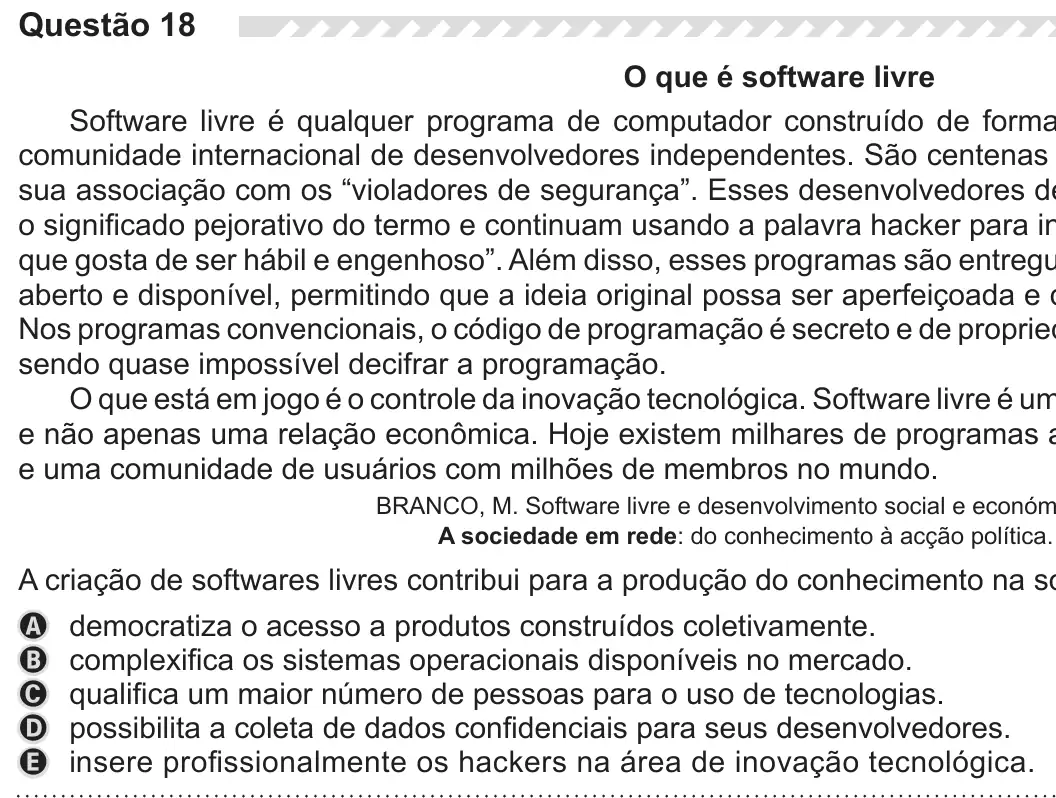 Questão 18
O que é software livre
Software livre é qualquer programa de computador construído de forma
comunidade internacional de desenvolvedores independentes. São centenas
sua associação com os “violadores de segurança”. Esses desenvolvedores
o significado pejorativo do termo e continuam usando a palavra hacker para
que gosta de ser hábil e engenhoso”. Além disso, esses programas são
aberto e disponível, permitindo que a ideia original possa ser aperfeiçoada e
Nos programas convencionais, o código de programação é secreto e de
sendo quase impossível decifrar a programação.
O que está em jogo é o controle da inovação tecnológica. Software livre é
e não apenas uma relação econômica. Hoje existem milhares de programas
e uma comunidade de usuários com milhões de membros no mundo.
BRANCO, M. Software livre e desenvolvimento social e
A sociedade em rede: do conhecimento à acção política.
A criação de softwares livres contribui para a produção do conhecimento na
A democratiza o acesso a produtos construídos coletivamente.
B complexifica os sistemas operacionais disponíveis no mercado.
C qualifica um maior número de pessoas para o uso de tecnologias.
D possibilita a coleta de dados confidenciais para seus desenvolvedores.
E insere profissionalmente os hackers na área de inovação tecnológica.